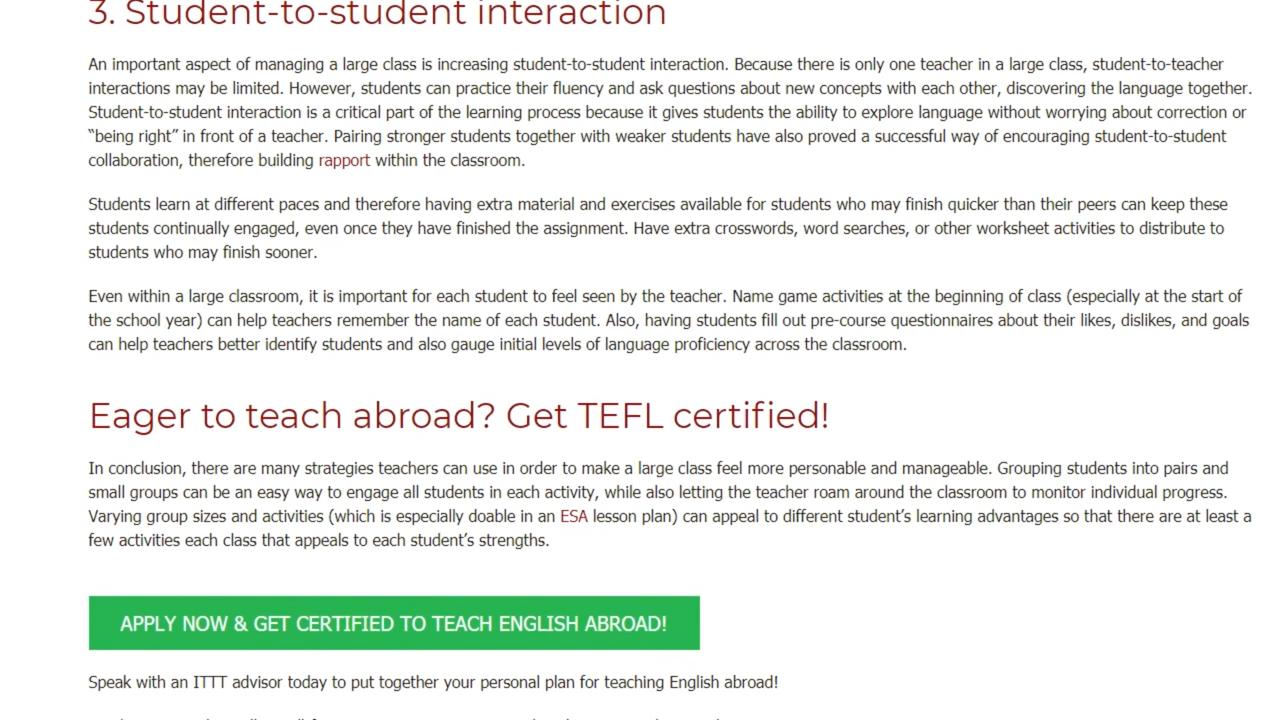 3. Student-to-student interaction
An important aspect of managing a large class is increasing student-to-student interaction. Because there is only one teacher in a large class, student-to-teacher
interactions may be limited. However, students can practice their fluency and ask questions about new concepts with each other, discovering the language together.
Student-to-student interaction is a critical part of the learning process because it gives students the ability to explore language without worrying about correction or
“being right” in front of a teacher. Pairing stronger students together with weaker students have also proved a successful way of encouraging student-to-student
collaboration, therefore building rapport within the classroom.
Students learn at different paces and therefore having extra material and exercises available for students who may finish quicker than their peers can keep these
students continually engaged, even once they have finished the assignment. Have extra crosswords, word searches, or other worksheet activities to distribute to
students who may finish sooner.
Even within a large classroom, it is important for each student to feel seen by the teacher. Name game activities at the beginning of class (especially at the start of
the school year) can help teachers remember the name of each student. Also, having students fill out pre-course questionnaires about their likes, dislikes, and goals
can help teachers better identify students and also gauge initial levels of language proficiency across the classroom.
Eager to teach abroad? Get TEFL certified!
In conclusion, there are many strategies teachers can use in order to make a large class feel more personable and manageable. Grouping students into pairs and
small groups can be an easy way to engage all students in each activity, while also letting the teacher roam around the classroom to monitor individual progress.
Varying group sizes and activities (which is especially doable in an ESA lesson plan) can appeal to different student’s learning advantages so that there are at least a
few activities each class that appeals to each student’s strengths.
APPLY NOW & GET CERTIFIED TO TEACH ENGLISH ABROAD!
Speak with an ITTT advisor today to put together your personal plan for teaching English abroad!